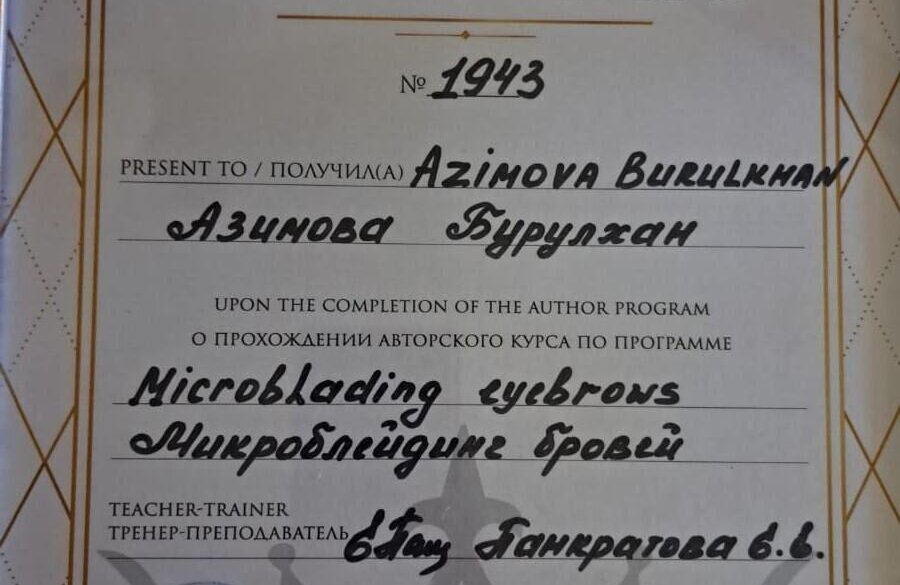 № 1943
PRESENT TO / ПОЛУЧИЛ(А) AZIMOVA BURULKHAN
Азимова Бурулхан
UPON THE COMPLETION OF THE AUTHOR PROGRAM
О ПРОХОЖДЕНИИ АВТОРСКОГО КУРСА ПО ПРОГРАММЕ
Microblading eyebrows
Микроблейдинг бровей
TEACHER-TRAINER
ТРЕНЕР-ПРЕПОДАВАТЕЛЬ Панкратова Е.В.